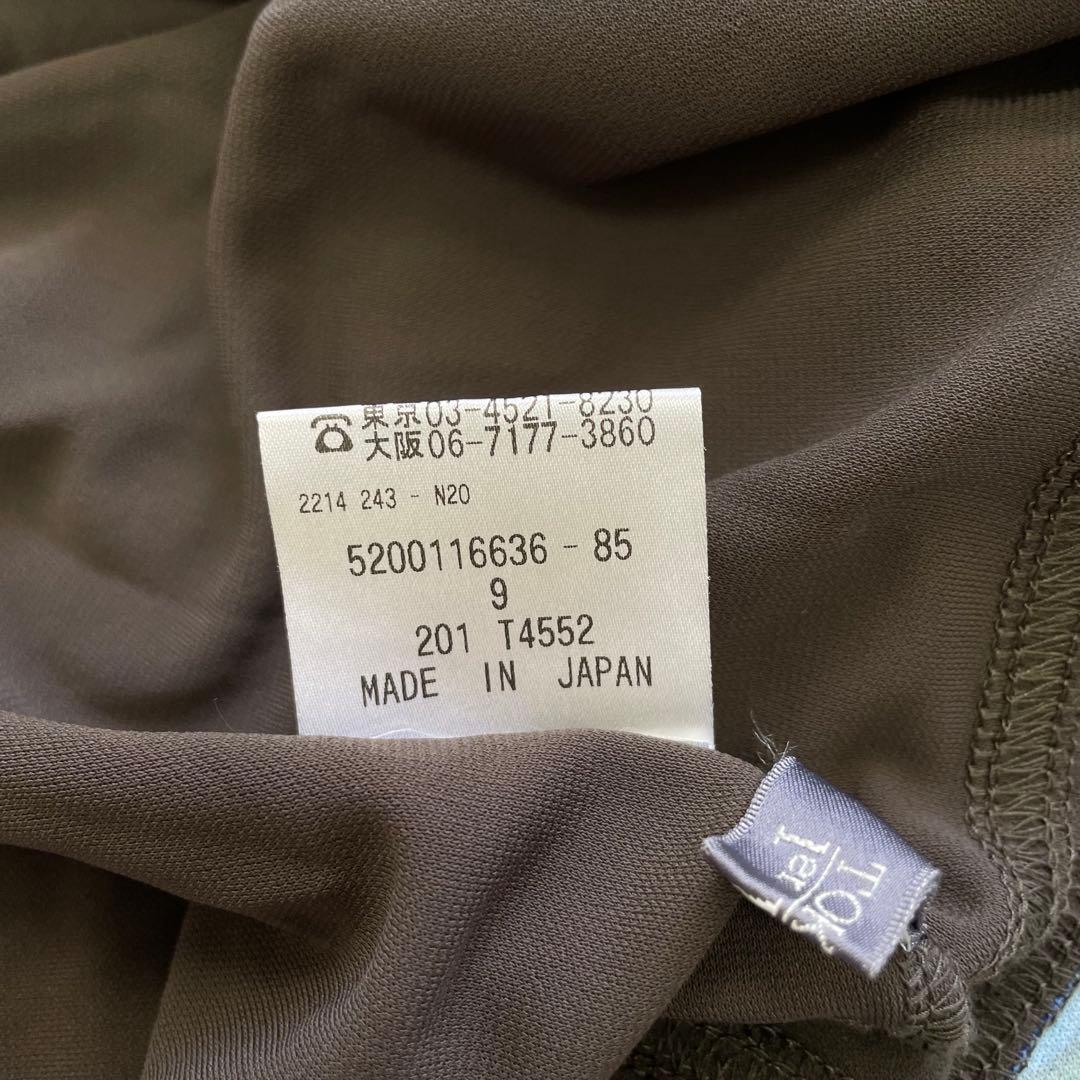 ☎ 東京03-4521-8230
大阪06-7177-3860
2214 243 - N20
5200116636 - 85
9
201 T4552
MADE IN JAPAN
TOK